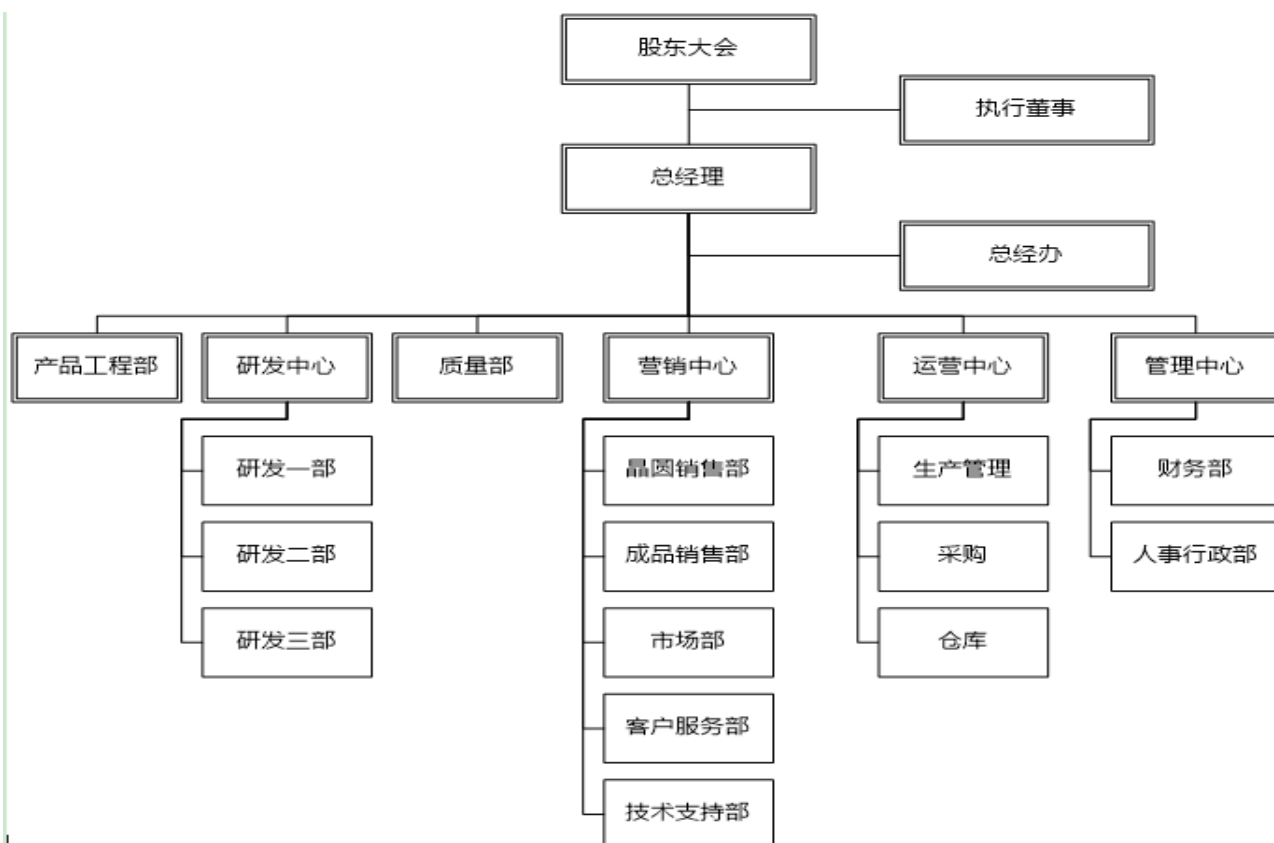 股东大会
执行董事
总经理
总经办
产品工程部
研发中心
质量部
营销中心
运营中心
管理中心
研发一部
晶圆销售部
生产管理
财务部
研发二部
成品销售部
采购
人事行政部
研发三部
市场部
仓库
客户服务部
技术支持部